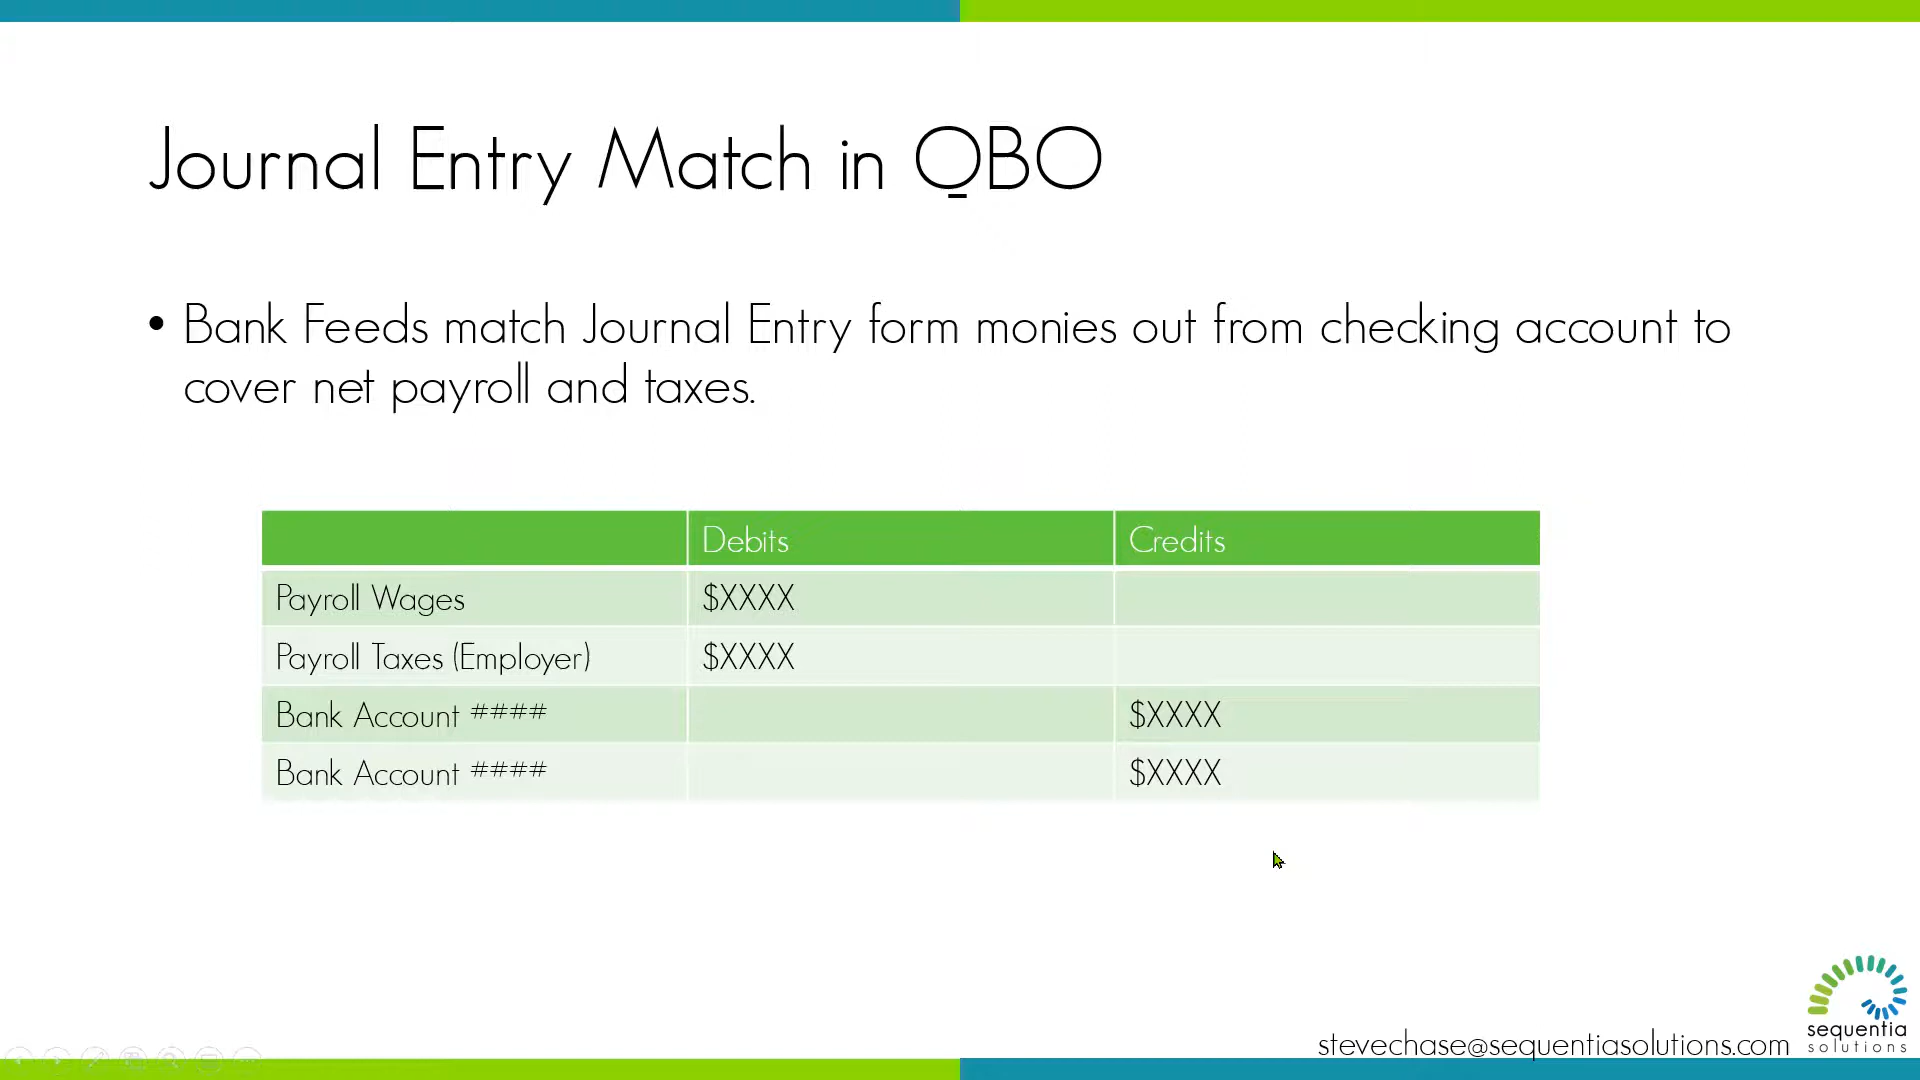 Journal Entry Match in QBO
• Bank Feeds match Journal Entry form monies out from checking account to
cover net payroll and taxes.
Debits Credits
Payroll Wages $XXXX
Payroll Taxes (Employer) $XXXX
Bank Account #### $XXXX
Bank Account #### $XXXX
stevechase@sequentiasolutions.com
sequentia
solutions